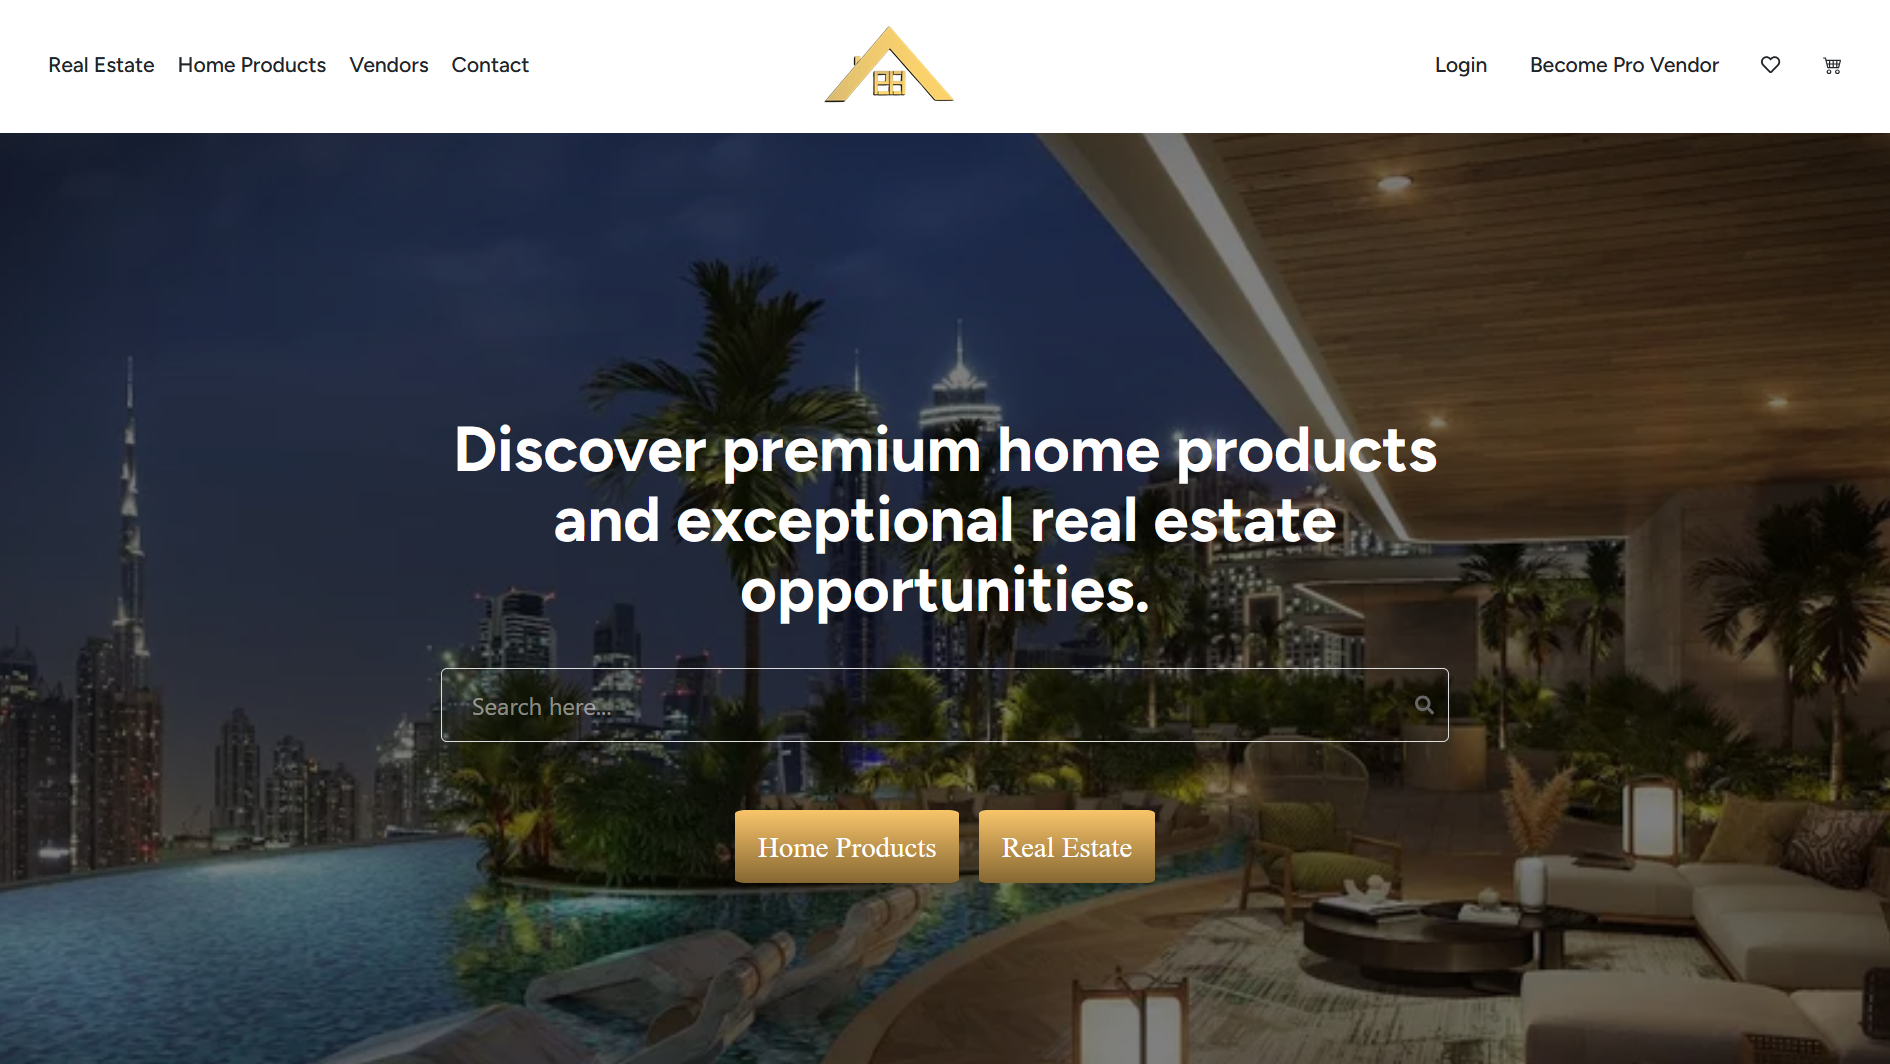 Real Estate Home Products Vendors Contact
Login Become Pro Vendor
Discover premium home products
and exceptional real estate
opportunities.
Search here...
Home Products
Real Estate